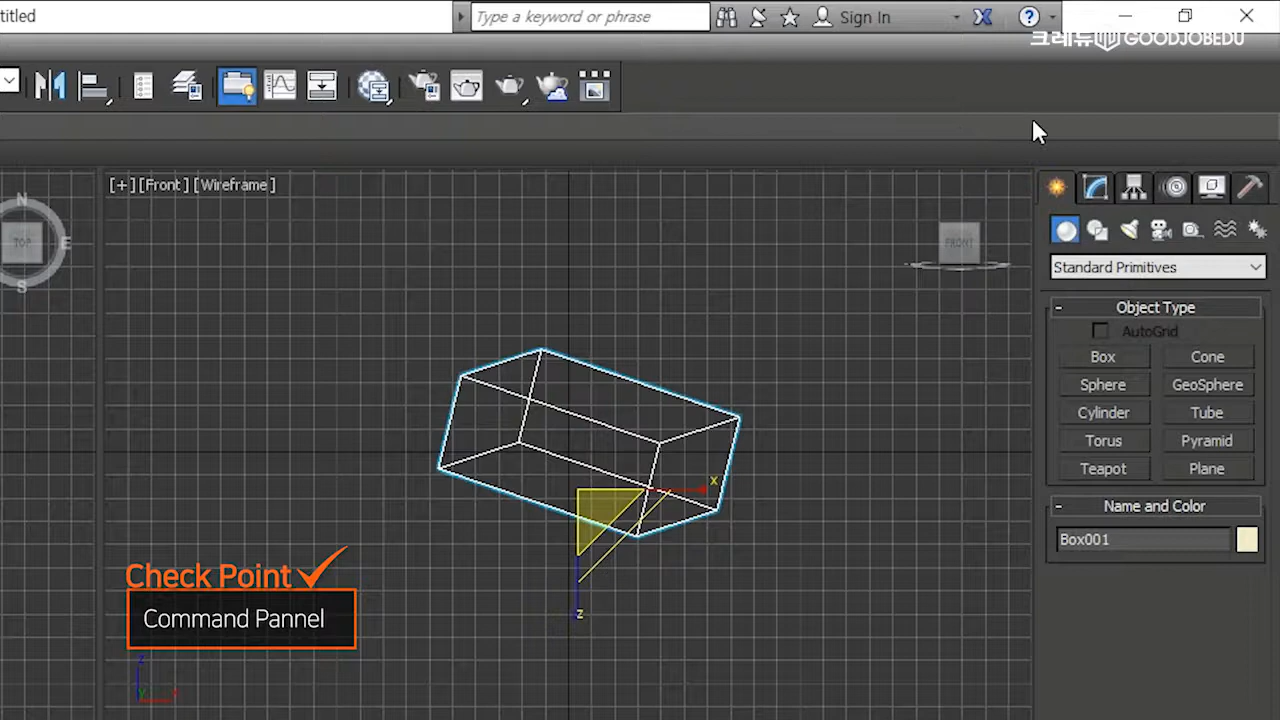 titled
Type a keyword or phrase
Sign In
?
크레듀 GOODJOBEDU
[+][Front][Wireframe]
N
TOP
E
S
FRONT
Standard Primitives
- Object Type
AutoGrid
Box Cone
Sphere GeoSphere
Cylinder Tube
Torus Pyramid
Teapot Plane
- Name and Color
Box001
x
z
Check Point
Command Pannel
z
y x